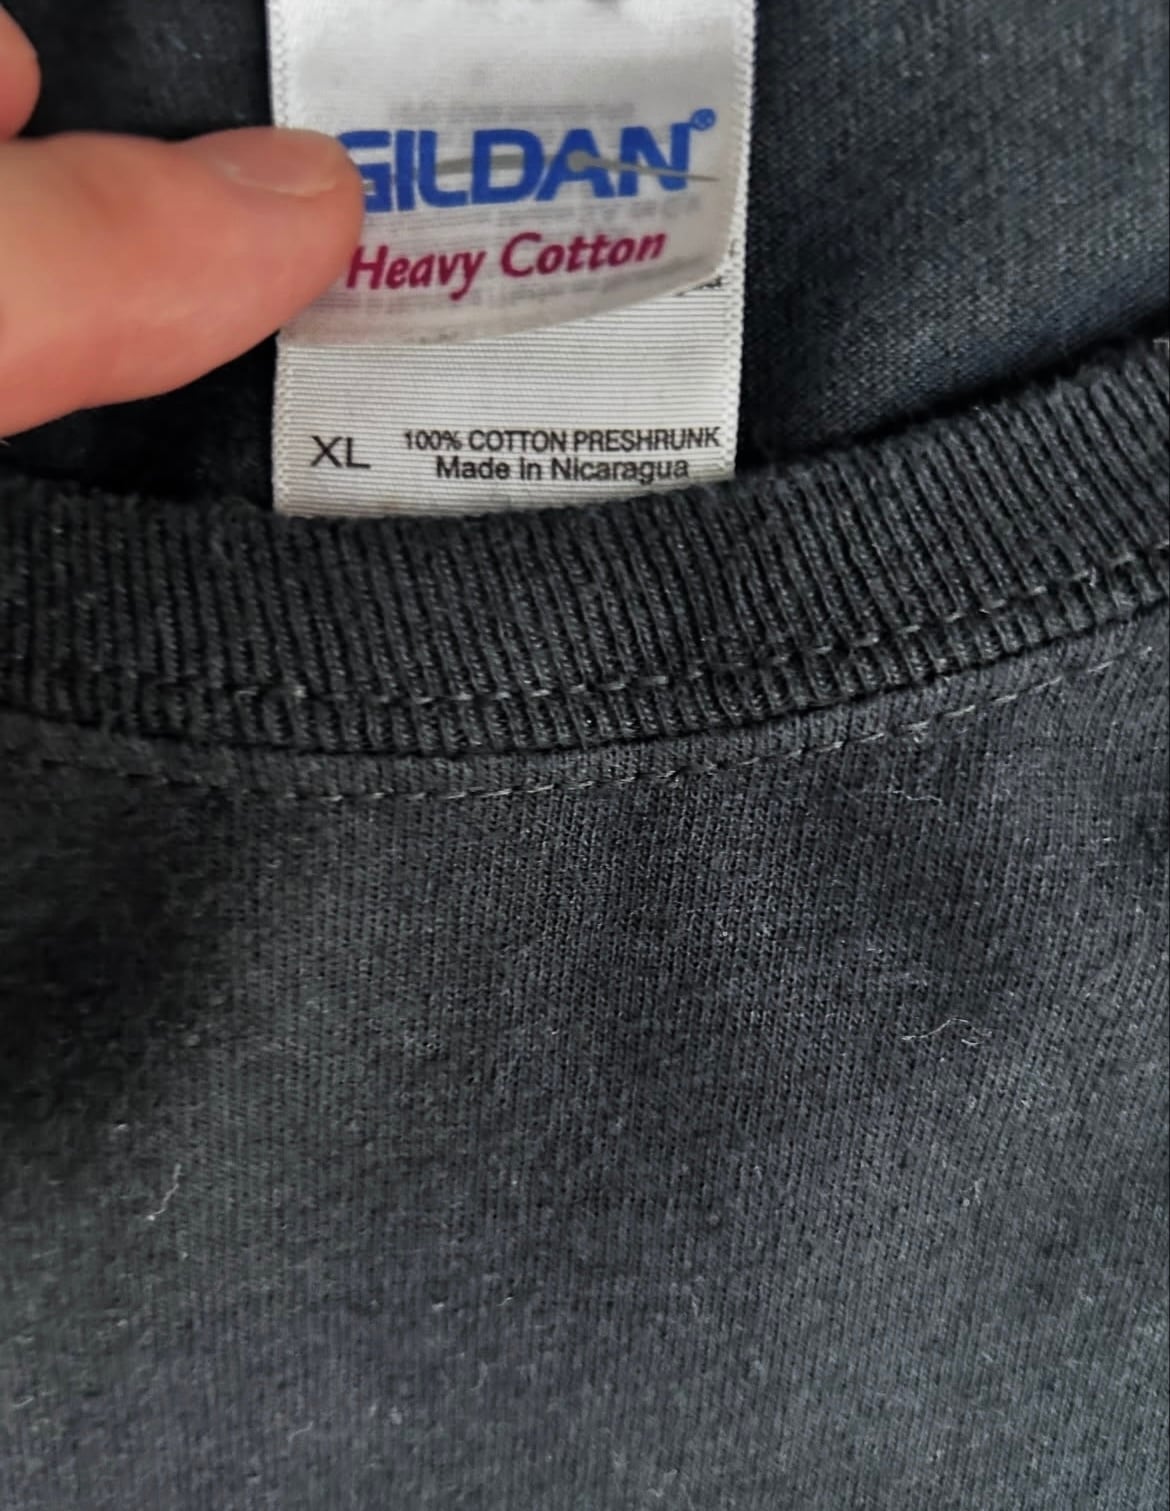 GILDAN®
Heavy Cotton
XL 100% COTTON PRESHRUNK
Made in Nicaragua